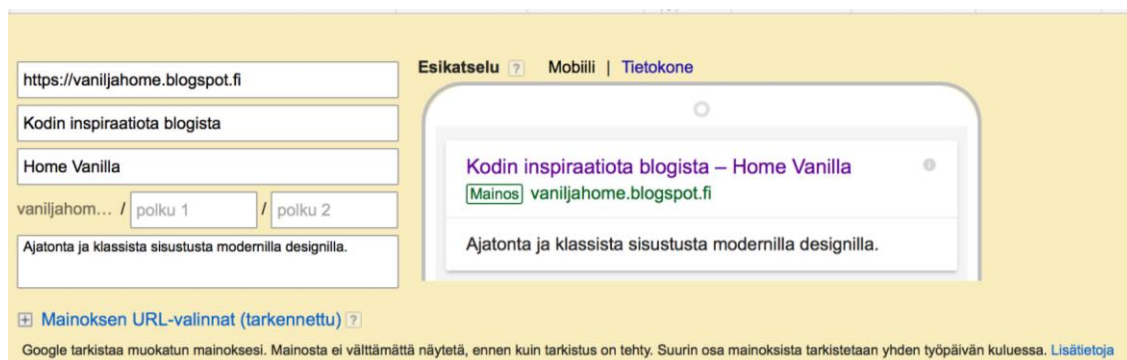 https://vaniljahome.blogspot.fi
Kodin inspiraatiota blogista
Home Vanilla
vaniljahom... / polku 1 / polku 2
Ajatonta ja klassista sisustusta modernilla designilla.
Esikatselu ? Mobiili | Tietokone
Kodin inspiraatiota blogista – Home Vanilla
Mainos vaniljahome.blogspot.fi
Ajatonta ja klassista sisustusta modernilla designilla.
Mainoksen URL-valinnat (tarkennettu) ?
Google tarkistaa muokatun mainoksesi. Mainosta ei välttämättä näytetä, ennen kuin tarkistus on tehty. Suurin osa mainoksista tarkistetaan yhden työpäivän kuluessa. Lisätietoja